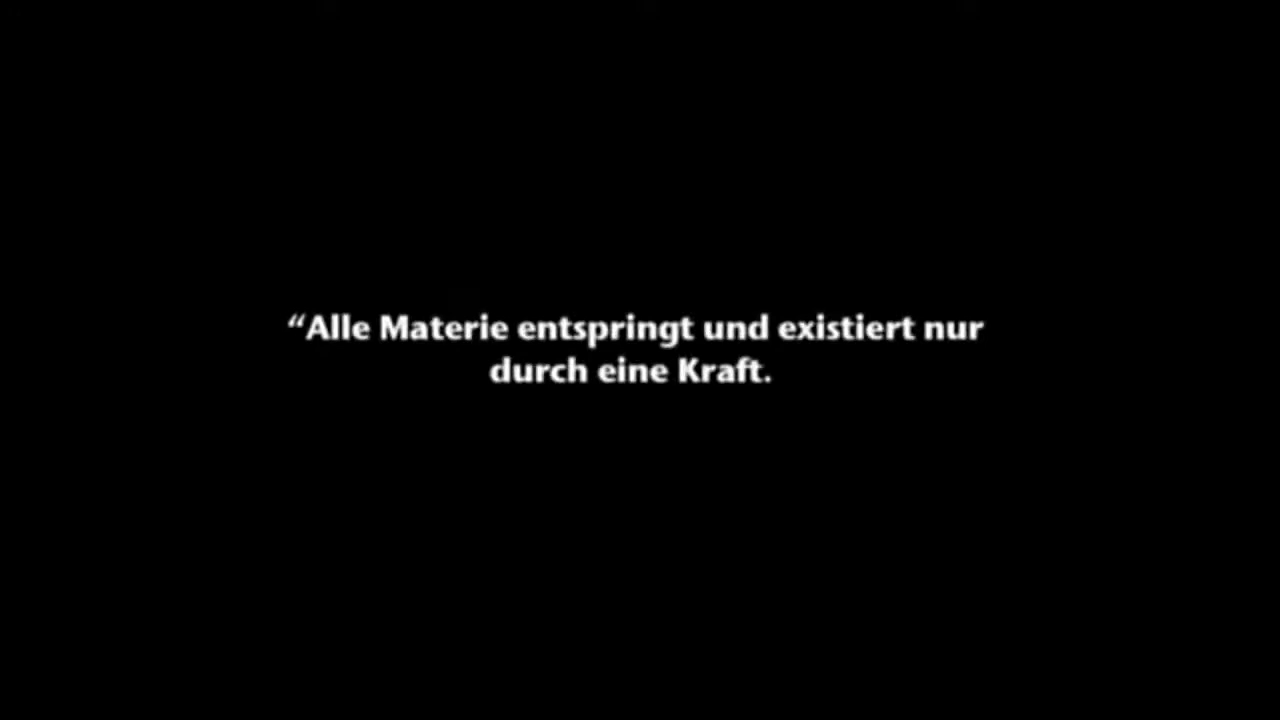 “Alle Materie entspringt und existiert nur
durch eine Kraft.